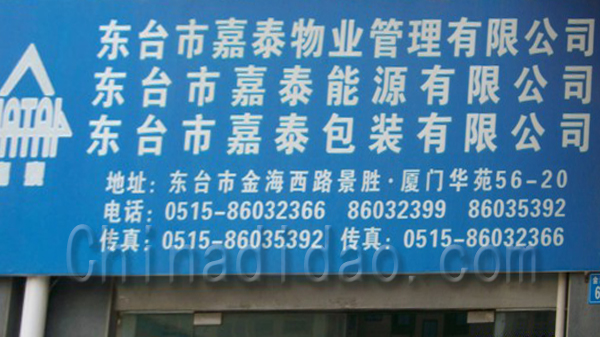 东台市嘉泰物业管理有限公司
东台市嘉泰能源有限公司
东台市嘉泰包装有限公司
地址：东台市金海西路景胜·厦门华苑56-20
电话：0515-86032366 86032399 86035392
传真：0515-86035392 传真：0515-86032366
Chinadidao.com